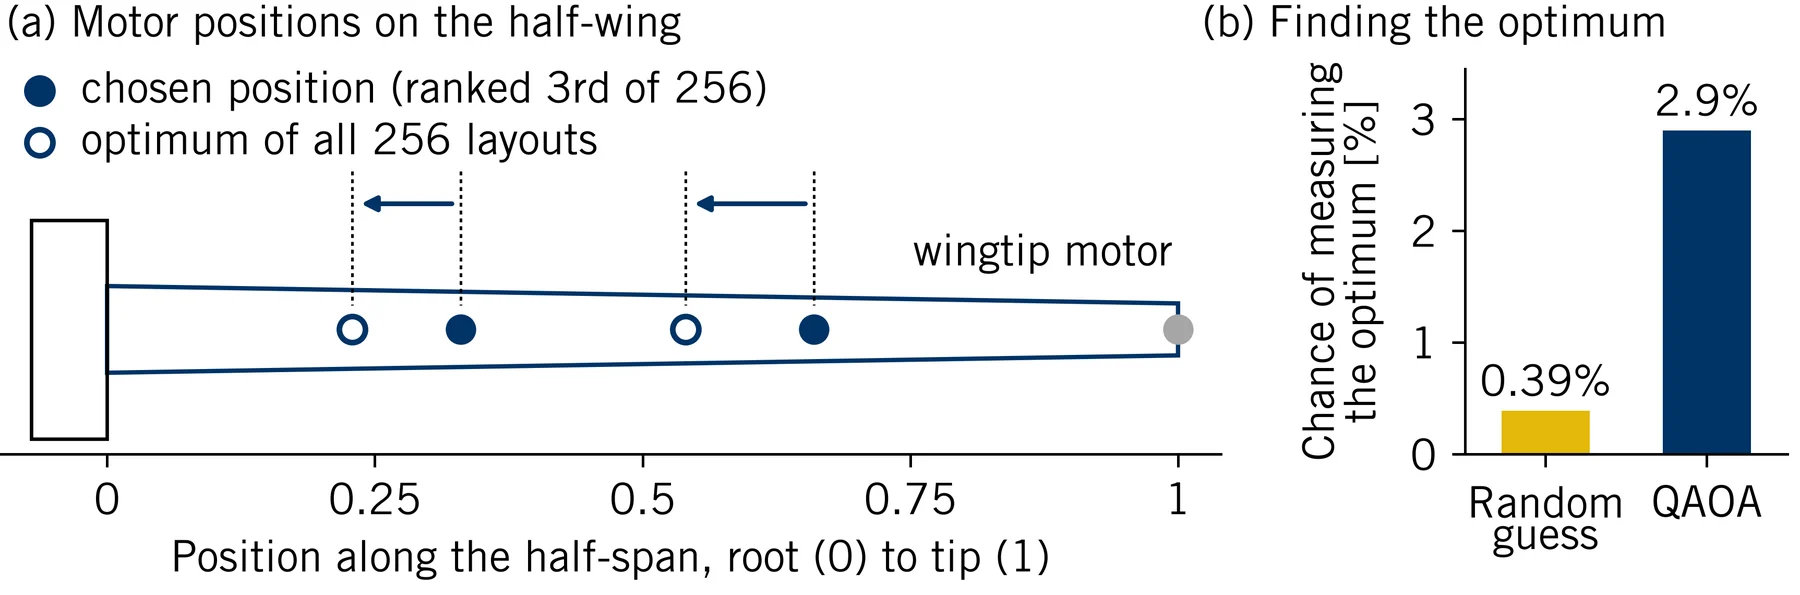 (a) Motor positions on the half-wing
chosen position (ranked 3rd of 256)
optimum of all 256 layouts
wingtip motor
0
0.25
0.5
0.75
1
Position along the half-span, root (0) to tip (1)
(b) Finding the optimum
Chance of measuring
the optimum [%]
3
2
1
0
0.39%
2.9%
Random
guess
QAOA